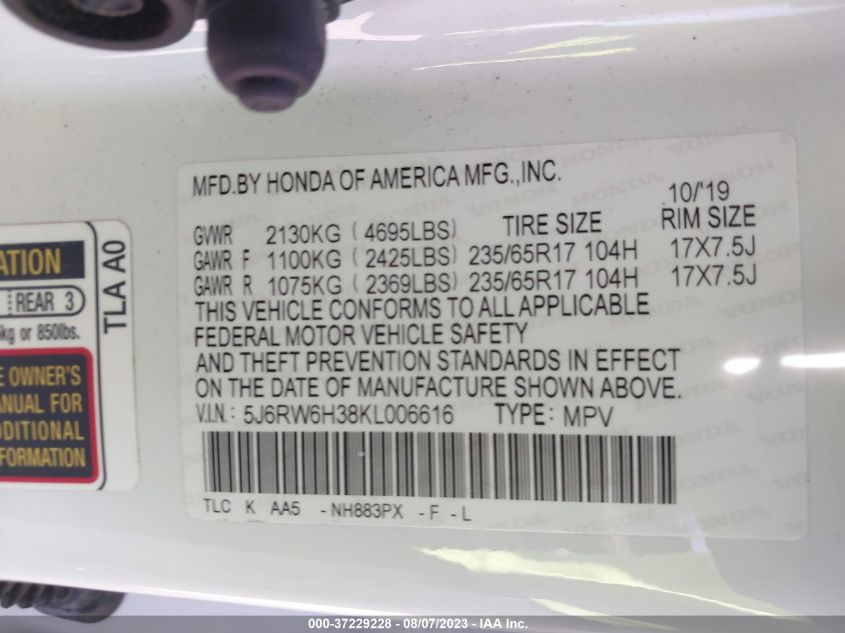 MFD.BY HONDA OF AMERICA MFG.,INC.
10/'19
GVWR 2130KG ( 4695LBS) TIRE SIZE RIM SIZE
GAWR F 1100KG ( 2425LBS) 235/65R17 104H 17X7.5J
GAWR R 1075KG ( 2369LBS) 235/65R17 104H 17X7.5J
THIS VEHICLE CONFORMS TO ALL APPLICABLE
FEDERAL MOTOR VEHICLE SAFETY
AND THEFT PREVENTION STANDARDS IN EFFECT
ON THE DATE OF MANUFACTURE SHOWN ABOVE.
V.I.N.: 5J6RW6H38KL006616 TYPE: MPV
TLC K AA5 -NH883PX -F -L
ATION
REAR 3
kg or 850lbs.
E OWNER'S
ANUAL FOR
DDITIONAL
FORMATION
TLA A0
000-37229228 - 08/07/2023 - IAA Inc.